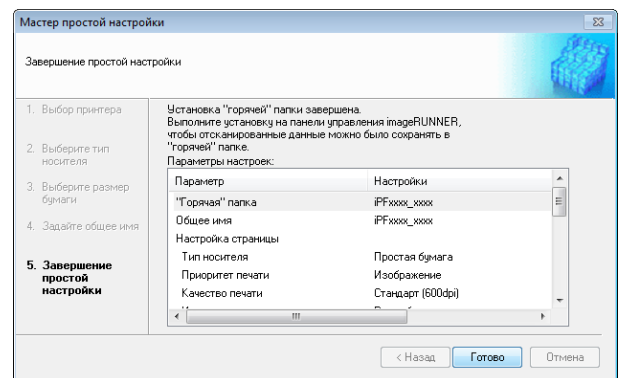 Мастер простой настройки
Завершение простой настройки
1. Выбор принтера
2. Выберите тип
носителя
3. Выберите размер
бумаги
4. Задайте общее имя
5. Завершение
простой
настройки
Установка "горячей" папки завершена.
Выполните установку на панели управления imageRUNNER,
чтобы отсканированные данные можно было сохранять в
"горячей" папке.
Параметры настроек:
Параметр Настройки
"Горячая" папка iPFxxxx_xxxx
Общее имя iPFxxxx_xxxx
Настройка страницы
Тип носителя Простая бумага
Приоритет печати Изображение
Качество печати Стандарт (600dpi)
< Назад Готово Отмена